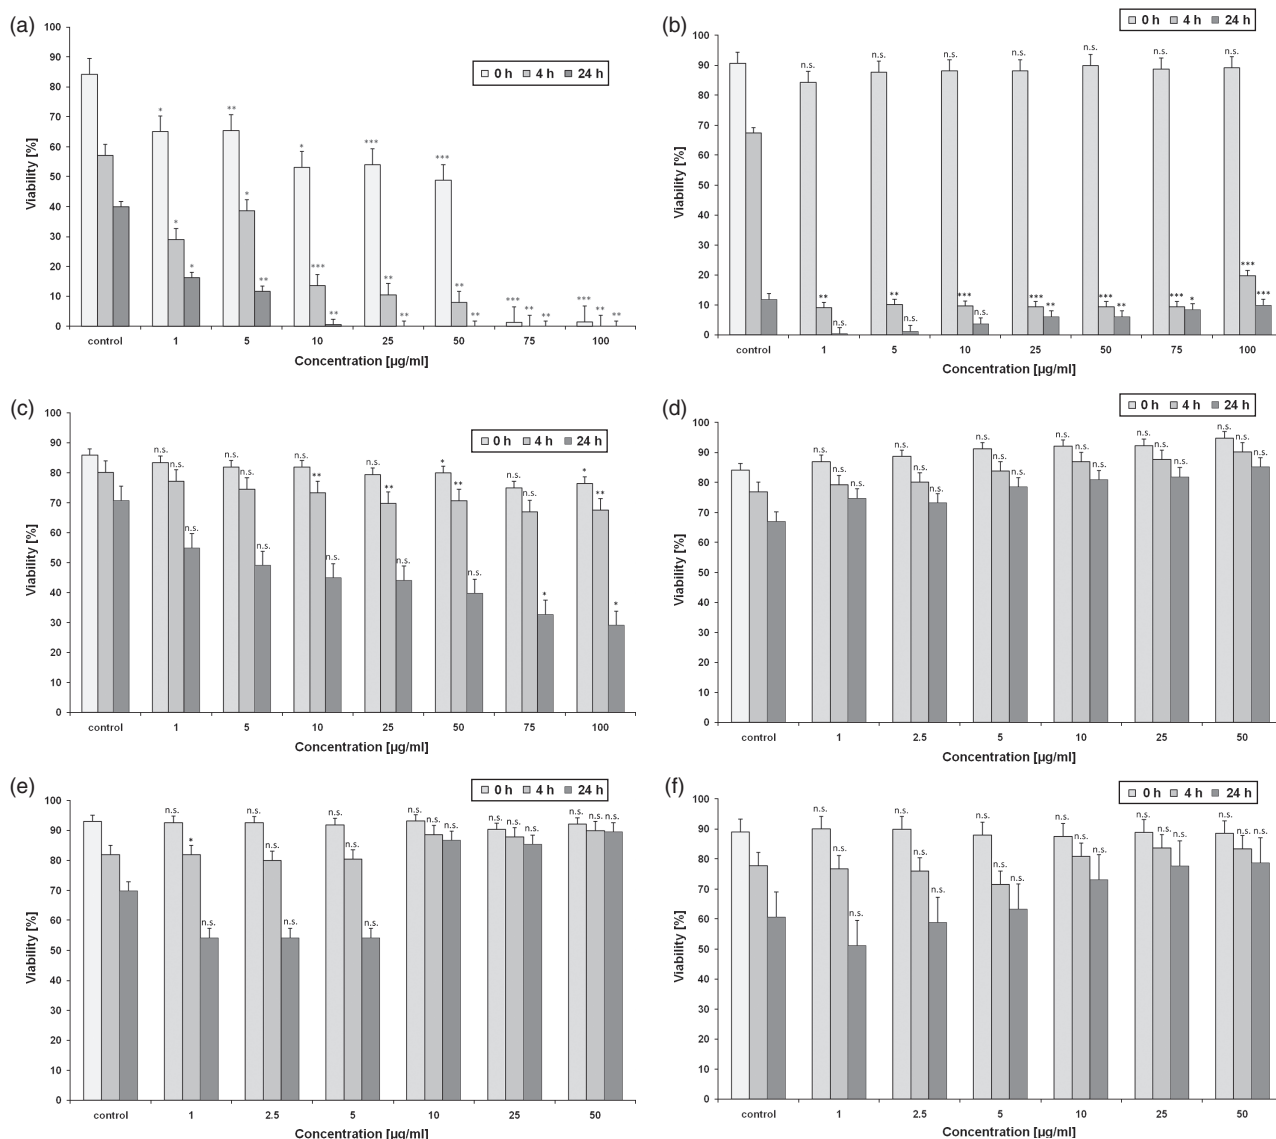 (a)
0 h 4 h 24 h
Viability [%]
100
90
80
70
60
50
40
30
20
10
0
* * *
** * **
* *** **
*** ** **
*** ** **
*** ** **
*** ** **
control 1 5 10 25 50 75 100
Concentration [µg/ml]
(b)
0 h 4 h 24 h
Viability [%]
100
90
80
70
60
50
40
30
20
10
0
n.s. ** n.s.
n.s. ** n.s.
n.s. *** n.s.
n.s. *** **
n.s. *** **
n.s. *** *
n.s. *** ***
control 1 5 10 25 50 75 100
Concentration [µg/ml]
(c)
0 h 4 h 24 h
Viability [%]
100
90
80
70
60
50
40
30
20
10
0
n.s. n.s. n.s.
n.s. n.s. n.s.
n.s. ** n.s.
n.s. ** n.s.
* ** n.s.
n.s. n.s. *
* ** *
control 1 5 10 25 50 75 100
Concentration [µg/ml]
(d)
0 h 4 h 24 h
Viability [%]
100
90
80
70
60
50
40
30
20
10
0
n.s. n.s. n.s.
n.s. n.s. n.s.
n.s. n.s. n.s.
n.s. n.s. n.s.
n.s. n.s. n.s.
n.s. n.s. n.s.
control 1 2.5 5 10 25 50
Concentration [µg/ml]
(e)
0 h 4 h 24 h
Viability [%]
100
90
80
70
60
50
40
30
20
10
0
n.s. * n.s.
n.s. n.s. n.s.
n.s. n.s. n.s.
n.s. n.s. n.s.
n.s. n.s. n.s.
n.s. n.s. n.s.
control 1 2.5 5 10 25 50
Concentration [µg/ml]
(f)
0 h 4 h 24 h
Viability [%]
100
90
80
70
60
50
40
30
20
10
0
n.s. n.s. n.s.
n.s. n.s. n.s.
n.s. n.s. n.s.
n.s. n.s. n.s.
n.s. n.s. n.s.
n.s. n.s. n.s.
control 1 2.5 5 10 25 50
Concentration [µg/ml]